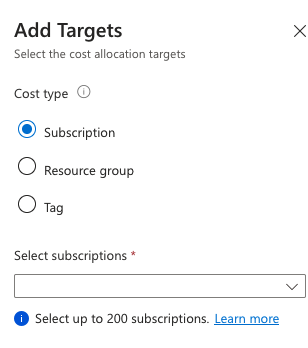 Add Targets
Select the cost allocation targets
Cost type
Subscription
Resource group
Tag
Select subscriptions *
Select up to 200 subscriptions. Learn more